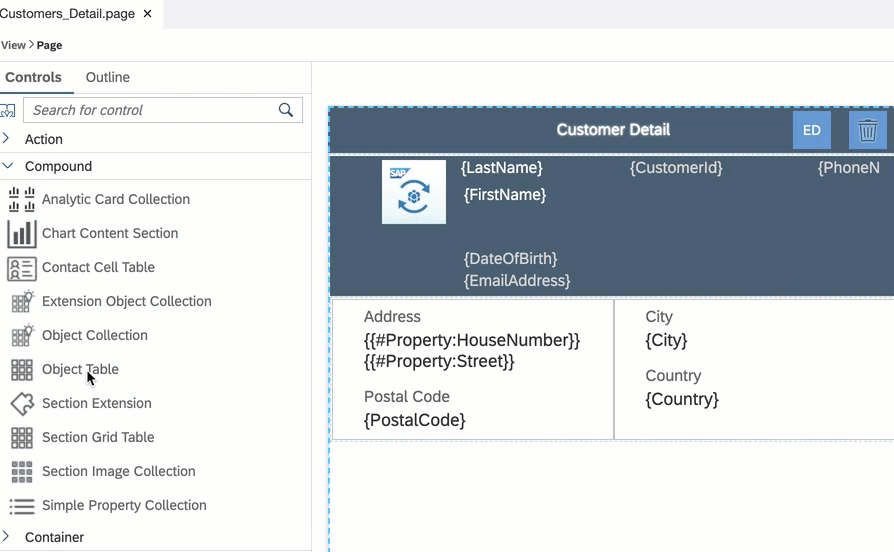 Customers_Detail.page ×
View > Page
Controls Outline
Search for control
Action
Compound
Analytic Card Collection
Chart Content Section
Contact Cell Table
Extension Object Collection
Object Collection
Object Table
Section Extension
Section Grid Table
Section Image Collection
Simple Property Collection
Container
Customer Detail ED
SAP
{LastName} {CustomerId} {PhoneN
{FirstName}
{DateOfBirth}
{EmailAddress}
Address
{{#Property:HouseNumber}}
{{#Property:Street}}
Postal Code
{PostalCode}
City
{City}
Country
{Country}